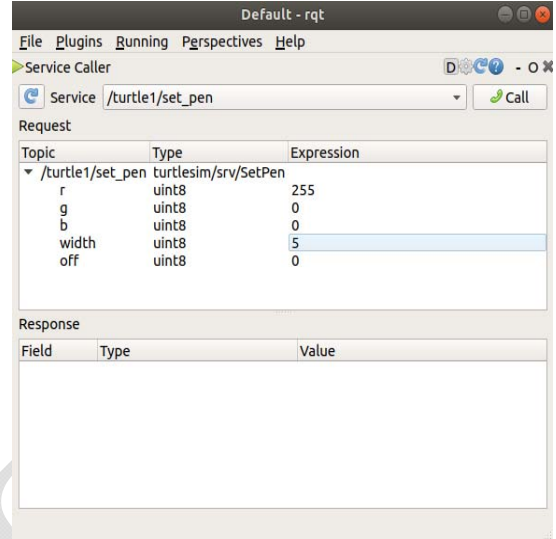 Default - rqt
File Plugins Running Perspectives Help
Service Caller D - O
Service /turtle1/set_pen Call
Request
Topic Type Expression
/turtle1/set_pen turtlesim/srv/SetPen
r uint8 255
g uint8 0
b uint8 0
width uint8 5
off uint8 0
Response
Field Type Value